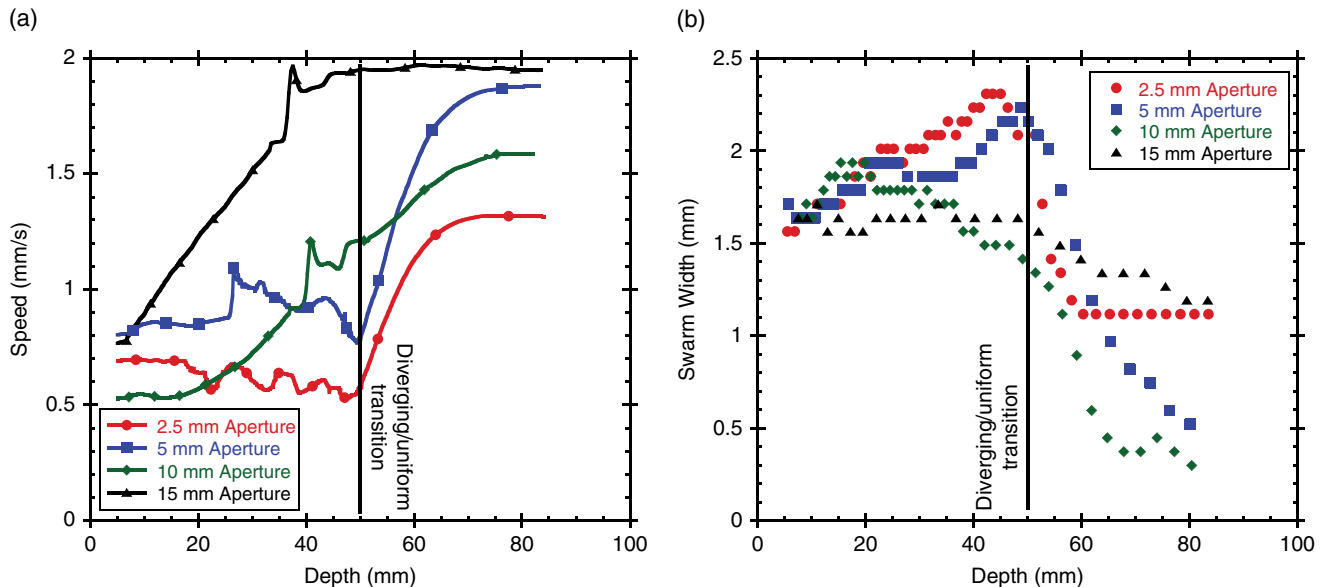 (a)
2
1.5
1
0.5
0
0
20
40
60
80
100
Speed (mm/s)
Depth (mm)
Diverging/uniform
transition
2.5 mm Aperture
5 mm Aperture
10 mm Aperture
15 mm Aperture
(b)
2.5
2
1.5
1
0.5
0
0
20
40
60
80
100
Swarm Width (mm)
Depth (mm)
Diverging/uniform
transition
2.5 mm Aperture
5 mm Aperture
10 mm Aperture
15 mm Aperture